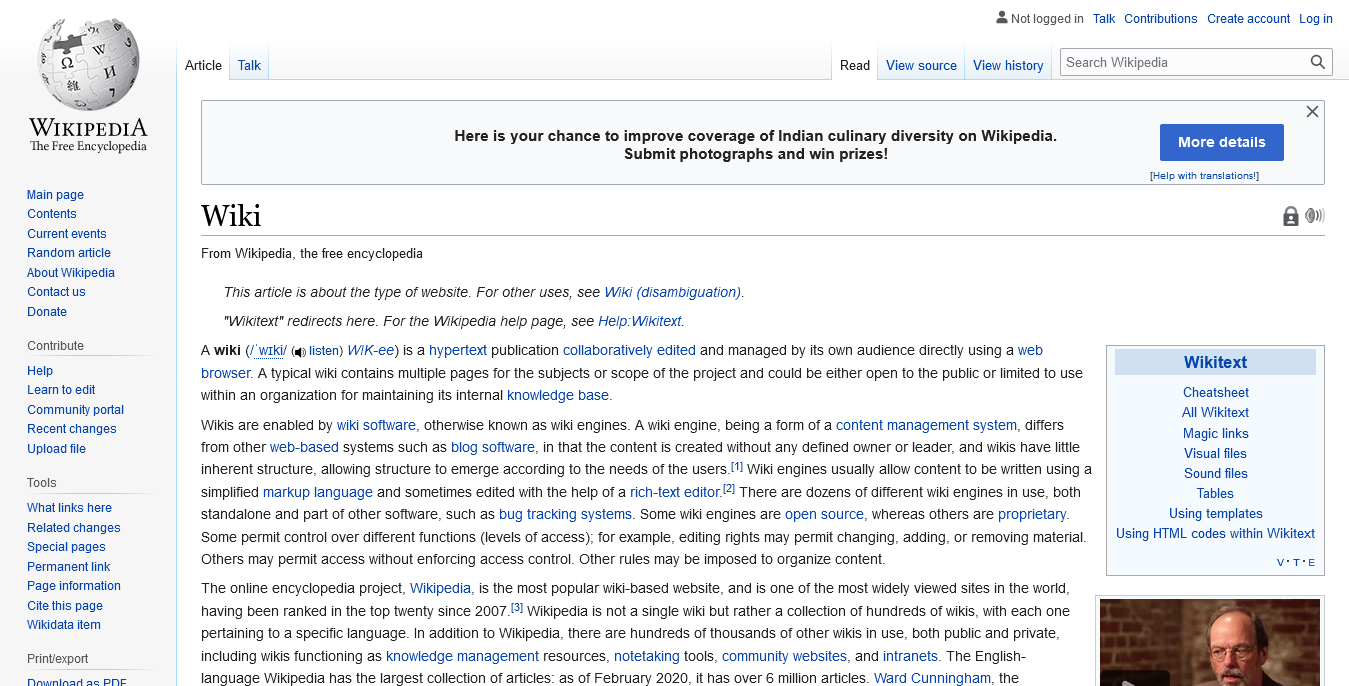 Not logged in Talk Contributions Create account Log in
Article Talk Read View source View history Search Wikipedia
WIKIPEDIA
The Free Encyclopedia
Main page
Contents
Current events
Random article
About Wikipedia
Contact us
Donate
Contribute
Help
Learn to edit
Community portal
Recent changes
Upload file
Tools
What links here
Related changes
Special pages
Permanent link
Page information
Cite this page
Wikidata item
Print/export
Download as PDF
Here is your chance to improve coverage of Indian culinary diversity on Wikipedia.
Submit photographs and win prizes!
More details
[Help with translations!]
Wiki
From Wikipedia, the free encyclopedia
This article is about the type of website. For other uses, see Wiki (disambiguation).
"Wikitext" redirects here. For the Wikipedia help page, see Help:Wikitext.
A wiki (/ˈwɪki/ (listen) WIK-ee) is a hypertext publication collaboratively edited and managed by its own audience directly using a web
browser. A typical wiki contains multiple pages for the subjects or scope of the project and could be either open to the public or limited to use
within an organization for maintaining its internal knowledge base.
Wikis are enabled by wiki software, otherwise known as wiki engines. A wiki engine, being a form of a content management system, differs
from other web-based systems such as blog software, in that the content is created without any defined owner or leader, and wikis have little
inherent structure, allowing structure to emerge according to the needs of the users.[1] Wiki engines usually allow content to be written using a
simplified markup language and sometimes edited with the help of a rich-text editor.[2] There are dozens of different wiki engines in use, both
standalone and part of other software, such as bug tracking systems. Some wiki engines are open source, whereas others are proprietary.
Some permit control over different functions (levels of access); for example, editing rights may permit changing, adding, or removing material.
Others may permit access without enforcing access control. Other rules may be imposed to organize content.
The online encyclopedia project, Wikipedia, is the most popular wiki-based website, and is one of the most widely viewed sites in the world,
having been ranked in the top twenty since 2007.[3] Wikipedia is not a single wiki but rather a collection of hundreds of wikis, with each one
pertaining to a specific language. In addition to Wikipedia, there are hundreds of thousands of other wikis in use, both public and private,
including wikis functioning as knowledge management resources, notetaking tools, community websites, and intranets. The English-
language Wikipedia has the largest collection of articles: as of February 2020, it has over 6 million articles. Ward Cunningham, the
Wikitext
Cheatsheet
All Wikitext
Magic links
Visual files
Sound files
Tables
Using templates
Using HTML codes within Wikitext
V · T · E